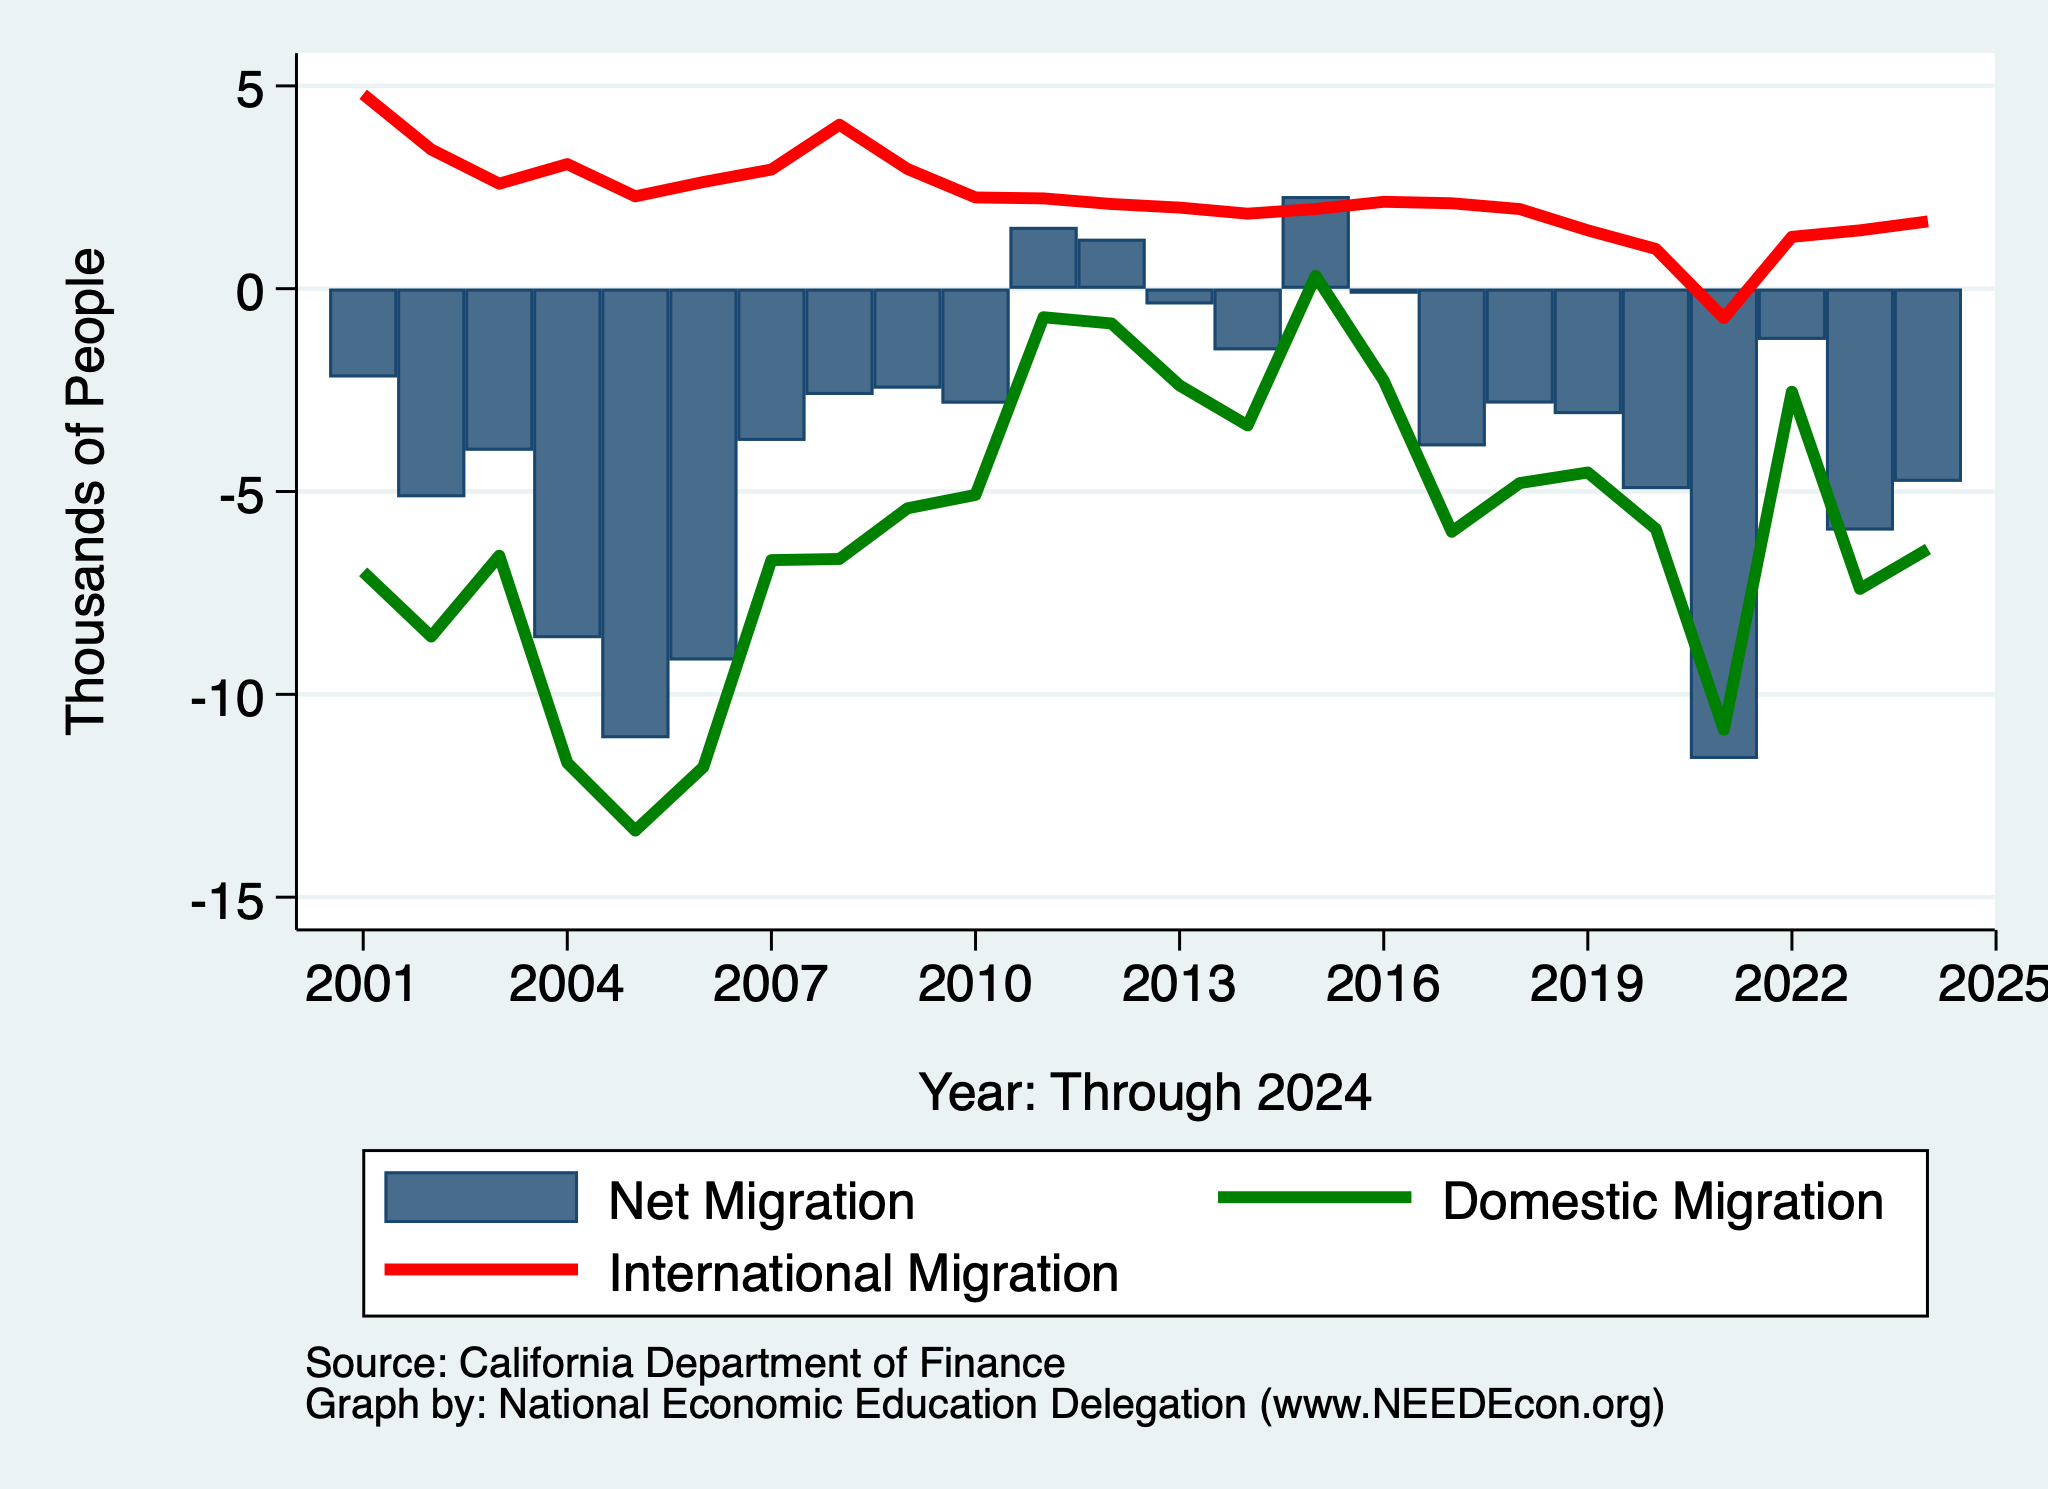 Thousands of People
5
0
-5
-10
-15
2001 2004 2007 2010 2013 2016 2019 2022 2025
Year: Through 2024
Net Migration Domestic Migration
International Migration
Source: California Department of Finance
Graph by: National Economic Education Delegation (www.NEEDEcon.org)